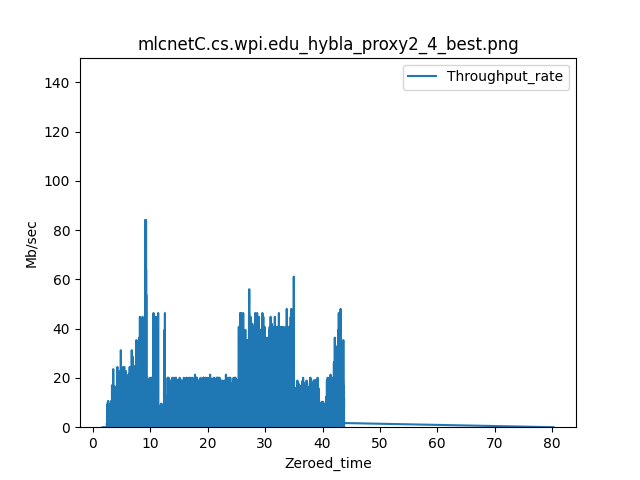 mlcnetC.cs.wpi.edu_hybla_proxy2_4_best.png
Throughput_rate
140
120
100
80
60
40
20
0
Mb/sec
0 10 20 30 40 50 60 70 80
Zeroed_time